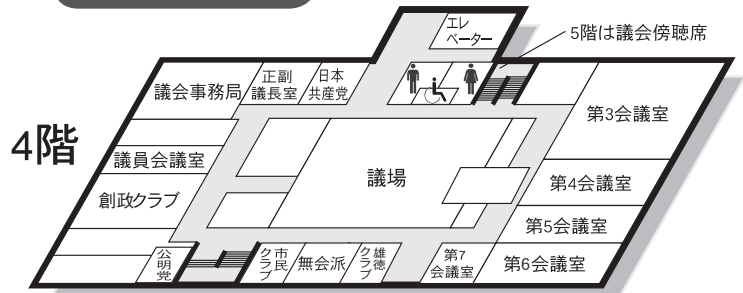 エレ
ベーター
5階は議会傍聴席
議会事務局
正副
議長室
日本
共産党
4階
第3会議室
議員会議室
議場
第4会議室
創政クラブ
第5会議室
公明党
市民
クラブ
無会派
雄徳
クラブ
第7
会議室
第6会議室